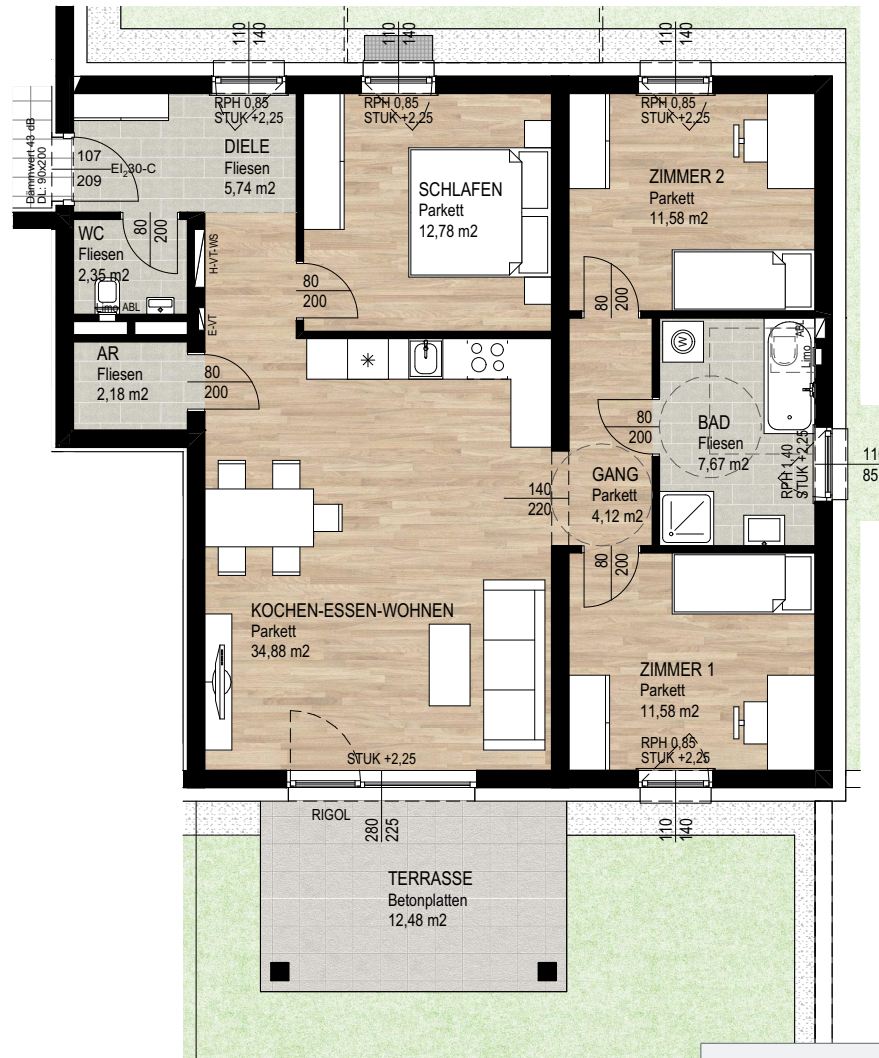 110
140
110
140
110
140
RPH 0,85
STUK +2,25
RPH 0,85
STUK +2,25
RPH 0,85
STUK +2,25
Dämmwert 43 dB
DL: 90x200
107
209
EI₂30-C
DIELE
Fliesen
5,74 m2
SCHLAFEN
Parkett
12,78 m2
ZIMMER 2
Parkett
11,58 m2
WC
Fliesen
2,35 m2
80
200
H-VT-WS
E-VT
Limo ABL
80
200
80
200
AR
Fliesen
2,18 m2
80
200
W
Limo
ABL
80
200
BAD
Fliesen
7,67 m2
RPH 1,40
STUK +2,25
110
85
GANG
Parkett
4,12 m2
140
220
80
200
KOCHEN-ESSEN-WOHNEN
Parkett
34,88 m2
ZIMMER 1
Parkett
11,58 m2
RPH 0,85
STUK +2,25
STUK +2,25
RIGOL
280
225
110
140
TERRASSE
Betonplatten
12,48 m2